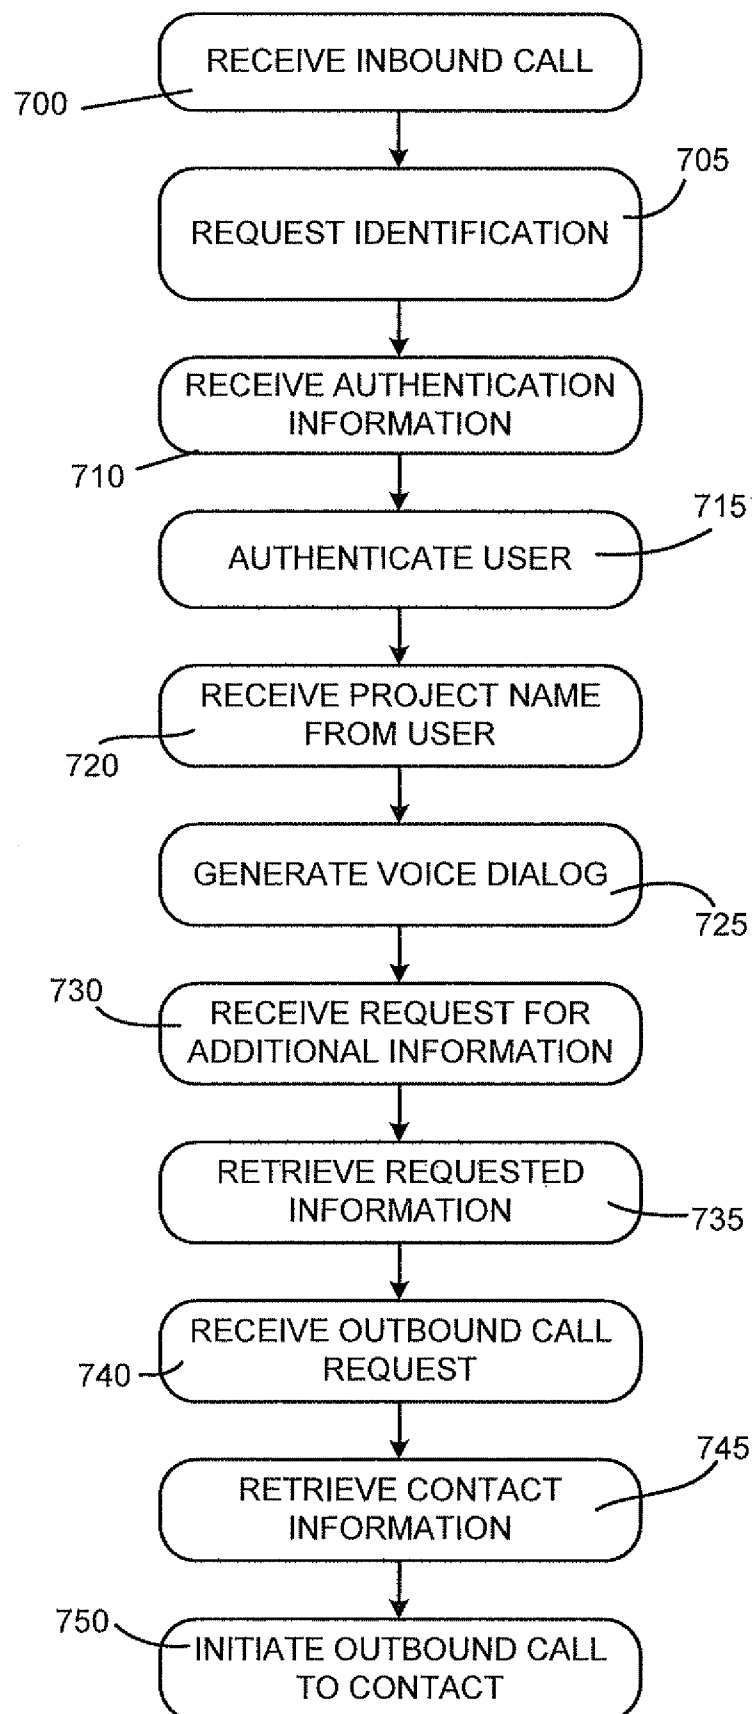 RECEIVE INBOUND CALL
700
705
REQUEST IDENTIFICATION
RECEIVE AUTHENTICATION
INFORMATION
710
715
AUTHENTICATE USER
RECEIVE PROJECT NAME
FROM USER
720
GENERATE VOICE DIALOG
725
730
RECEIVE REQUEST FOR
ADDITIONAL INFORMATION
RETRIEVE REQUESTED
INFORMATION
735
RECEIVE OUTBOUND CALL
REQUEST
740
745
RETRIEVE CONTACT
INFORMATION
750
INITIATE OUTBOUND CALL
TO CONTACT